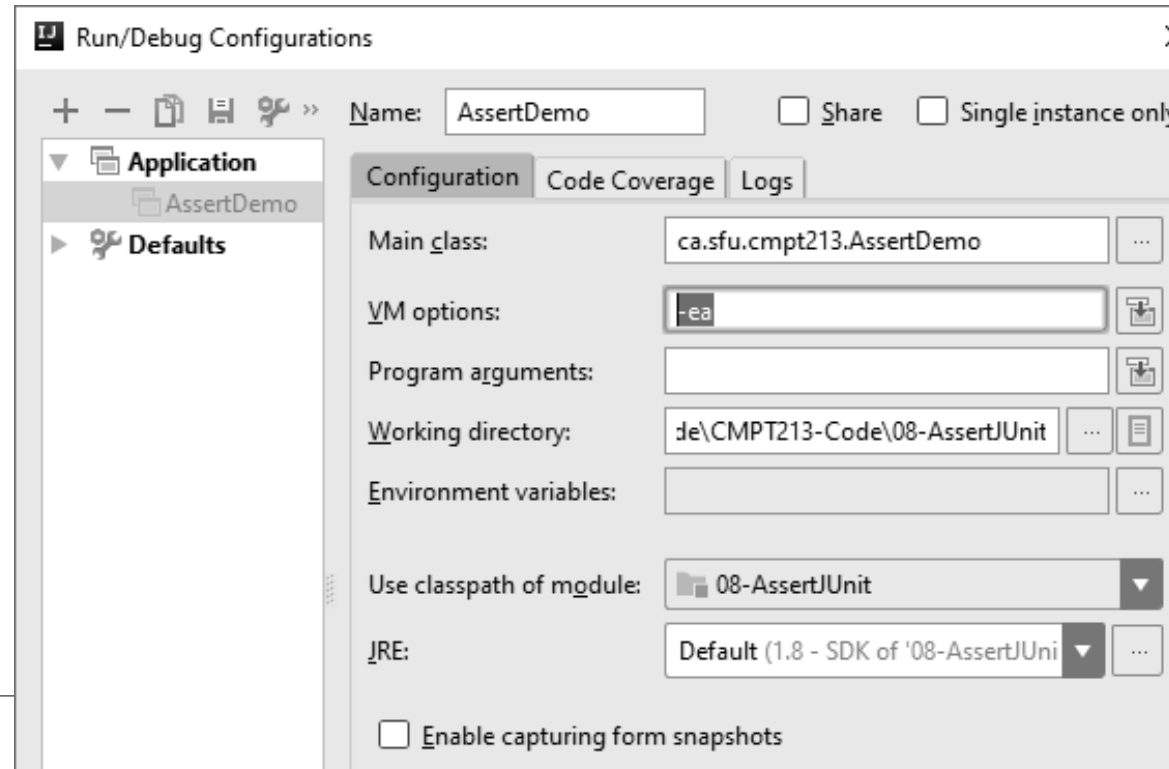 IJ Run/Debug Configurations
Name: AssertDemo Share Single instance only
Application
AssertDemo
Defaults
Configuration Code Coverage Logs
Main class: ca.sfu.cmpt213.AssertDemo ...
VM options: -ea
Program arguments:
Working directory: de\CMPT213-Code\08-AssertJUnit ...
Environment variables: ...
Use classpath of module: 08-AssertJUnit
JRE: Default (1.8 - SDK of '08-AssertJUni ...
Enable capturing form snapshots